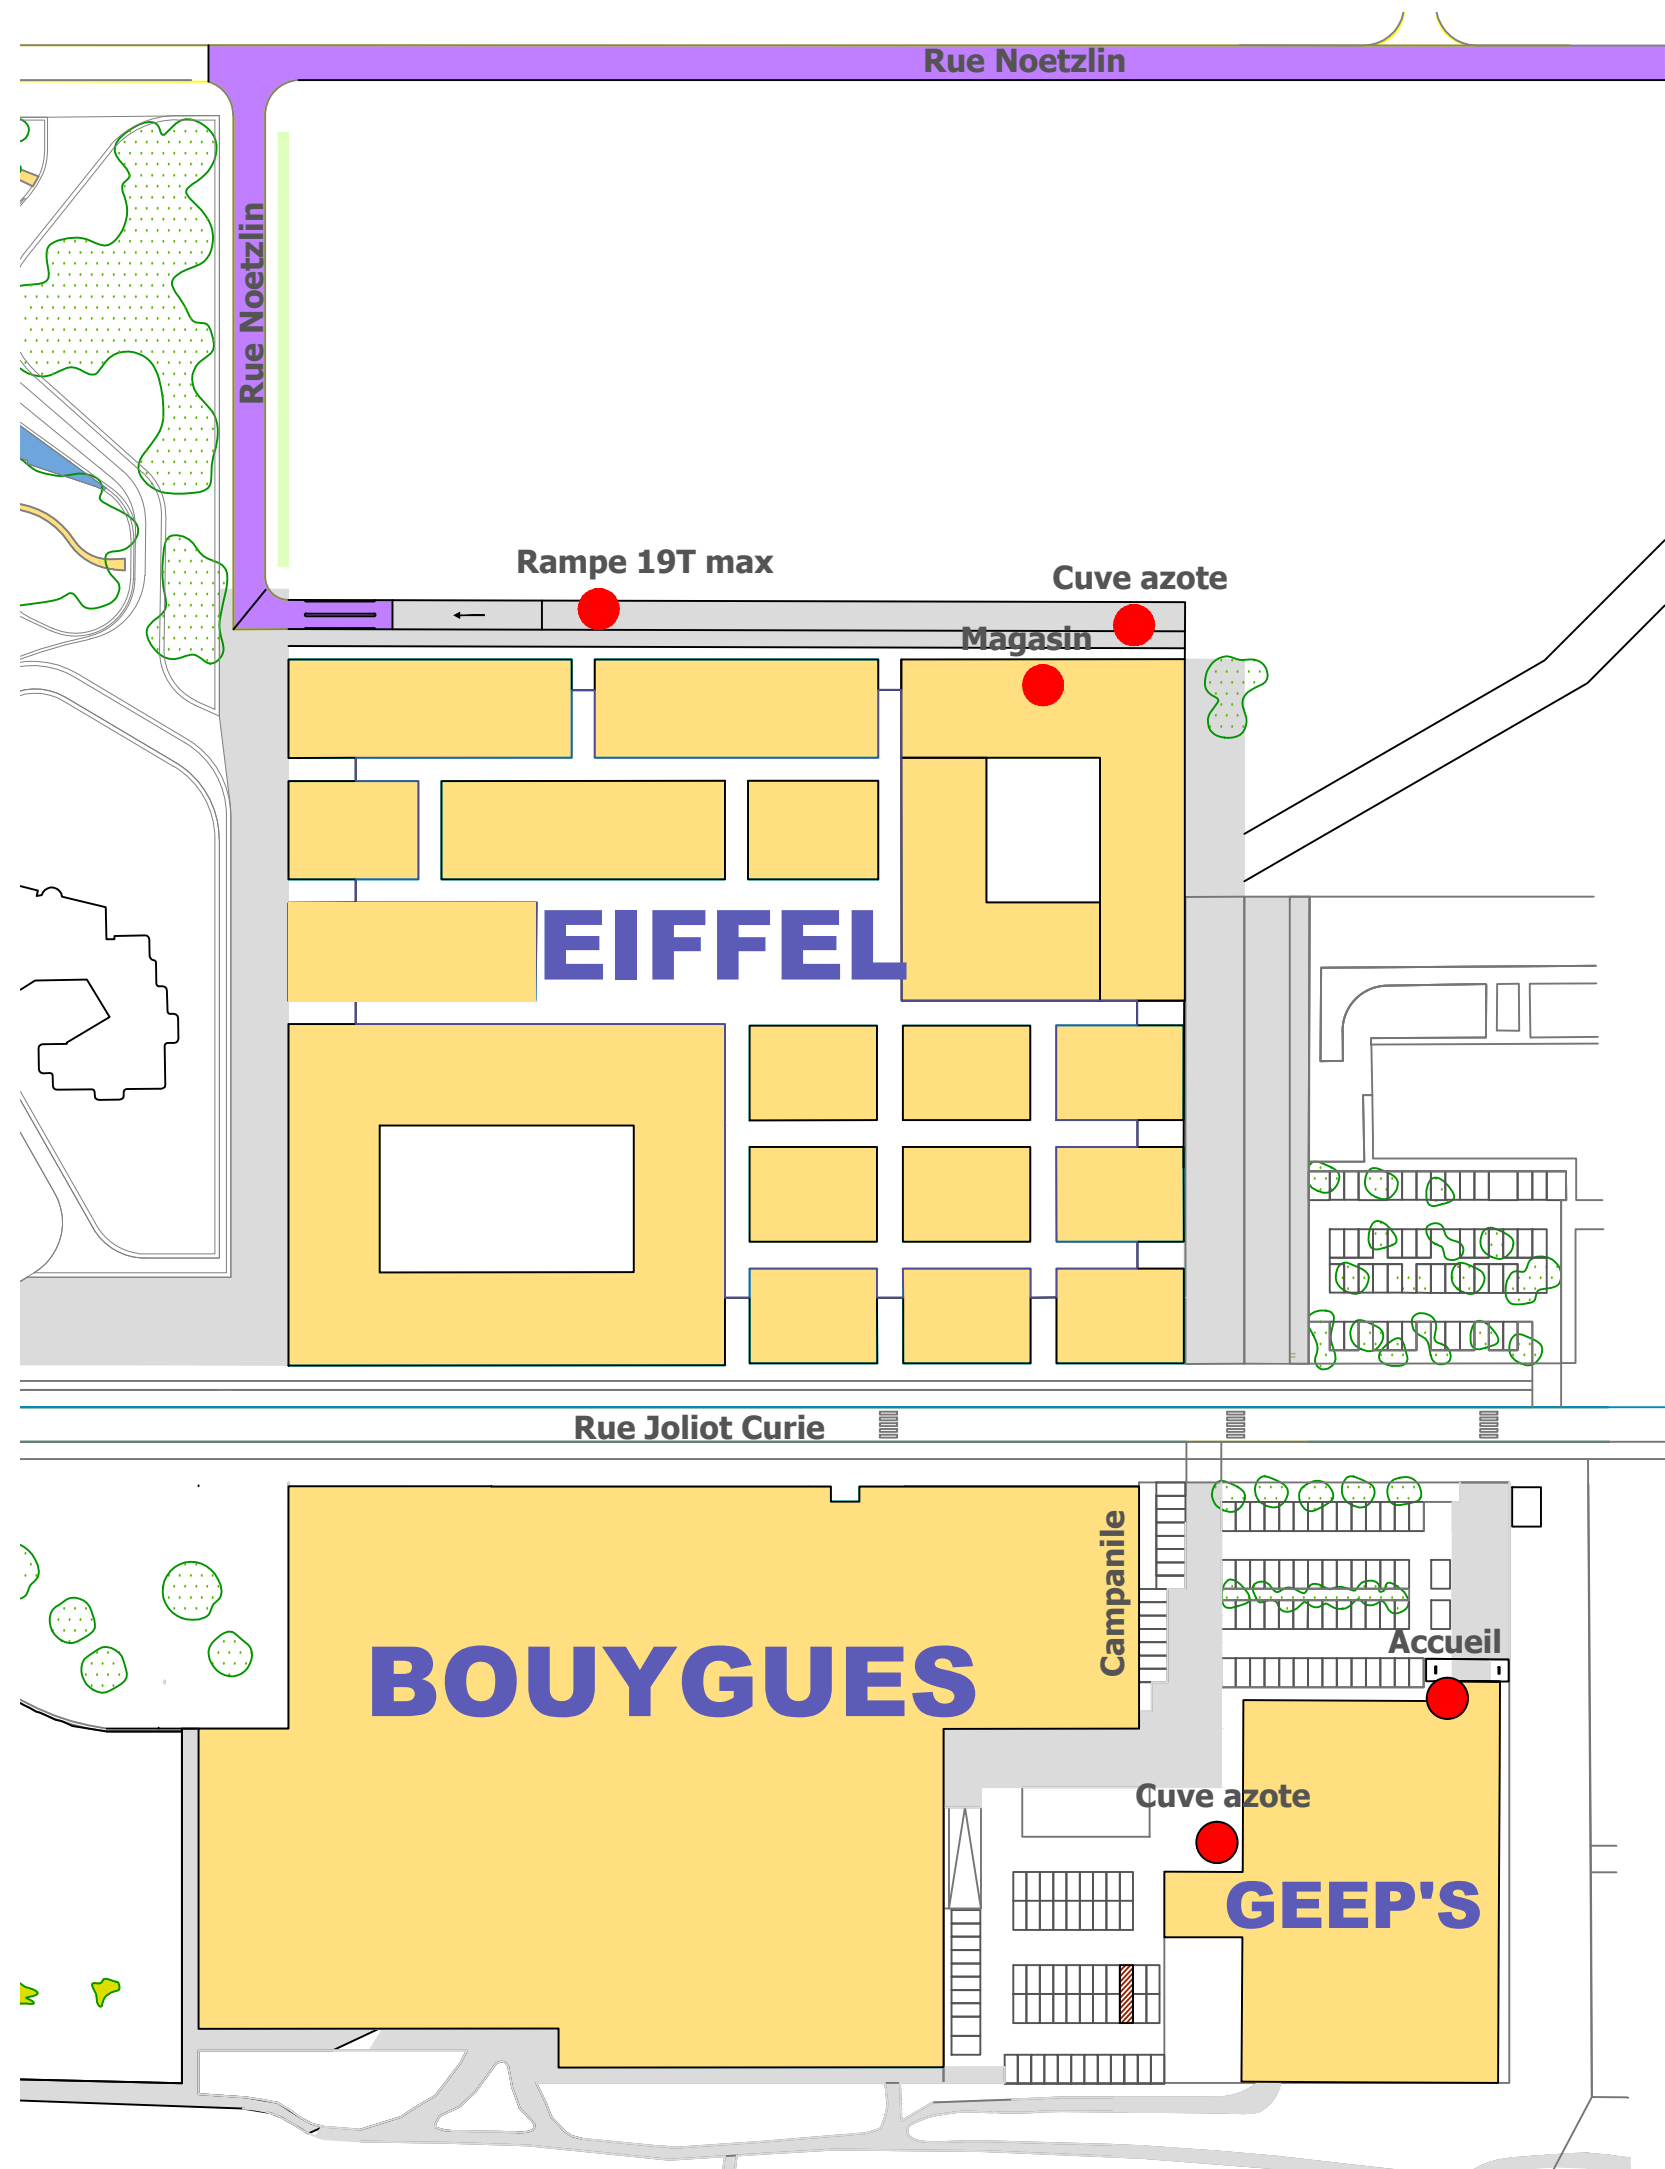 Rue Noetzlin
Rue Noetzlin
Rampe 19T max
Cuve azote
Magasin
EIFFEL
Rue Joliot Curie
Campanile
BOUYGUES
Accueil
Cuve azote
GEEP'S